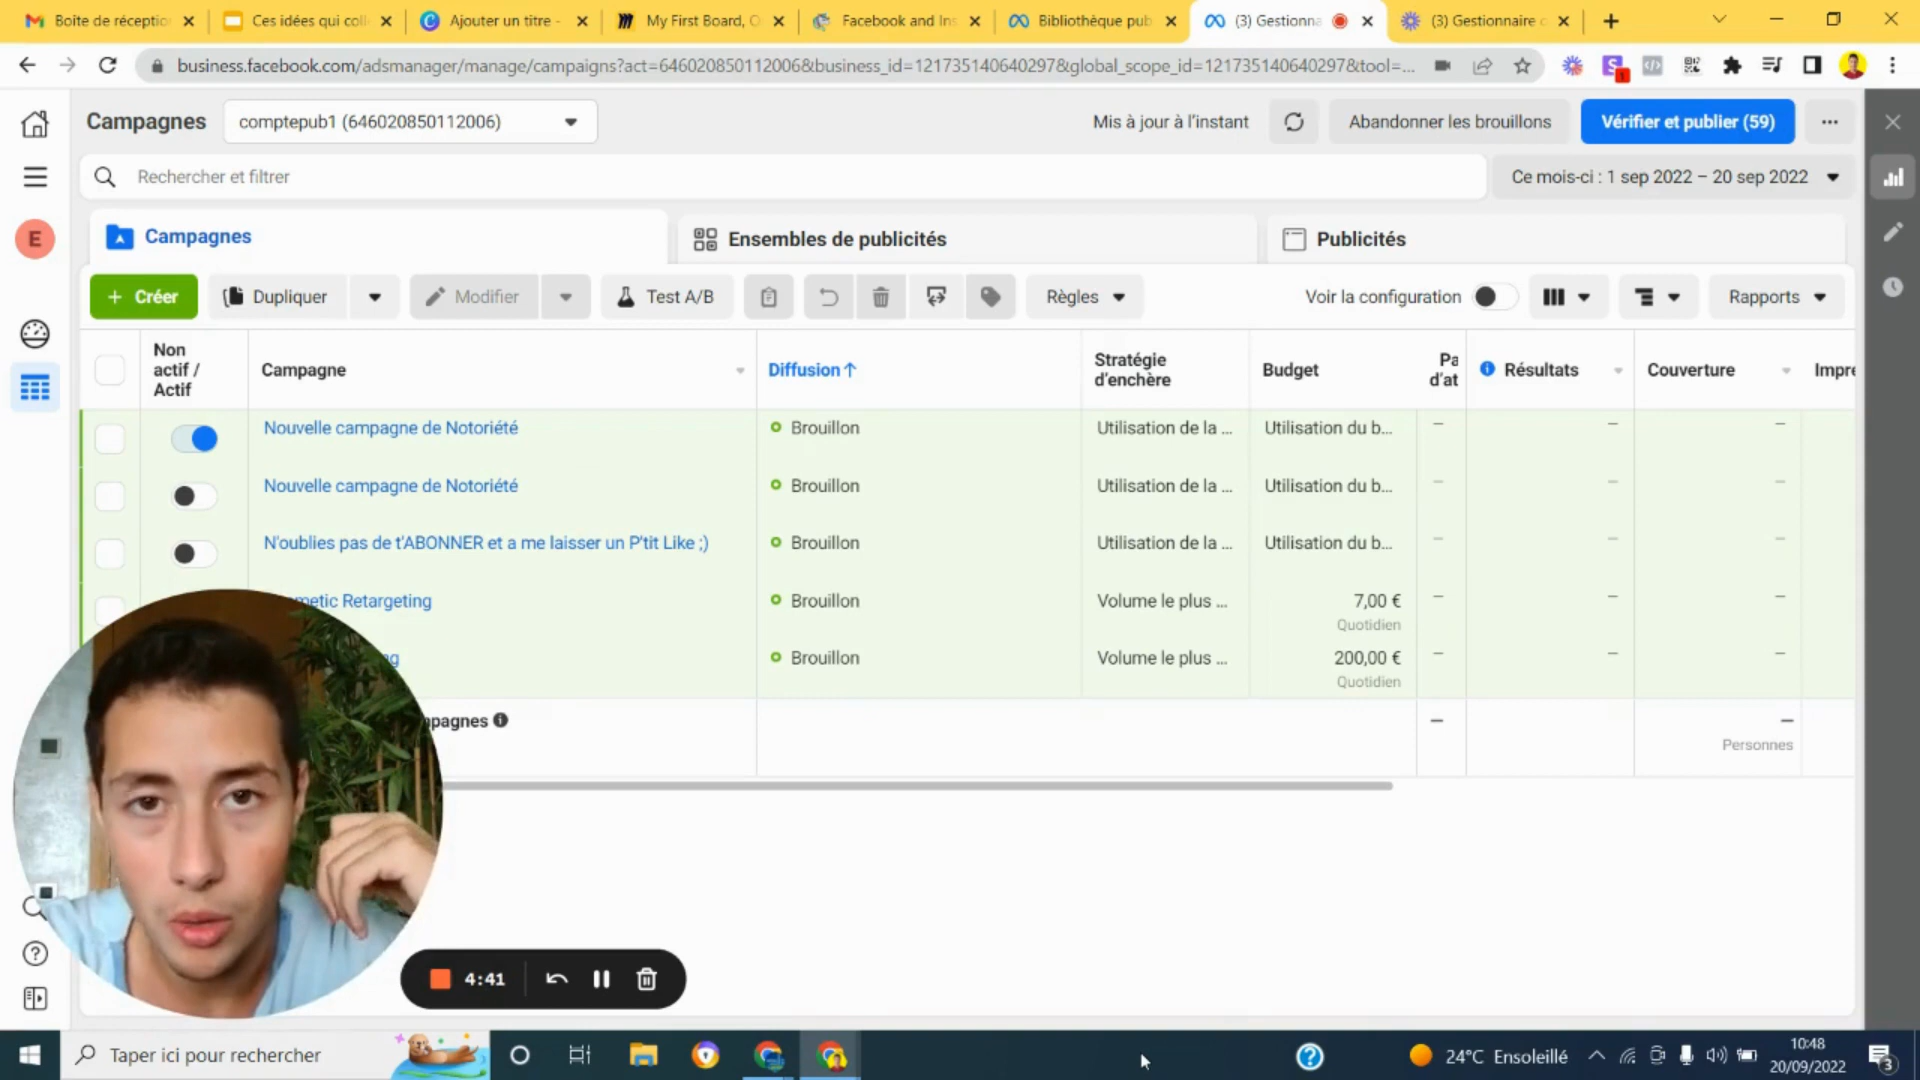 Boîte de réceptio
Ces idées qui coll
Ajouter un titre -
My First Board, O
Facebook and Ins
Bibliothèque pub
(3) Gestionna
(3) Gestionnaire c
business.facebook.com/adsmanager/manage/campaigns?act=646020850112006&business_id=121735140640297&global_scope_id=121735140640297&tool=...
Campagnes
comptepub1 (646020850112006)
Mis à jour à l'instant
Abandonner les brouillons
Vérifier et publier (59)
Rechercher et filtrer
Ce mois-ci : 1 sep 2022 – 20 sep 2022
E
Campagnes
Ensembles de publicités
Publicités
+ Créer
Dupliquer
Modifier
Test A/B
Règles
Voir la configuration
Rapports
Non actif / Actif
Campagne
Diffusion ↑
Stratégie d'enchère
Budget
Pa d'at
Résultats
Couverture
Impre
Nouvelle campagne de Notoriété
Brouillon
Utilisation de la ...
Utilisation du b...
–
–
–
Nouvelle campagne de Notoriété
Brouillon
Utilisation de la ...
Utilisation du b...
–
–
–
N'oublies pas de t'ABONNER et a me laisser un P'tit Like ;)
Brouillon
Utilisation de la ...
Utilisation du b...
–
–
–
metic Retargeting
Brouillon
Volume le plus ...
7,00 €
Quotidien
–
–
–
ng
Brouillon
Volume le plus ...
200,00 €
Quotidien
–
–
–
mpagnes
–
–
Personnes
4:41
Taper ici pour rechercher
24°C Ensoleillé
10:48
20/09/2022
3